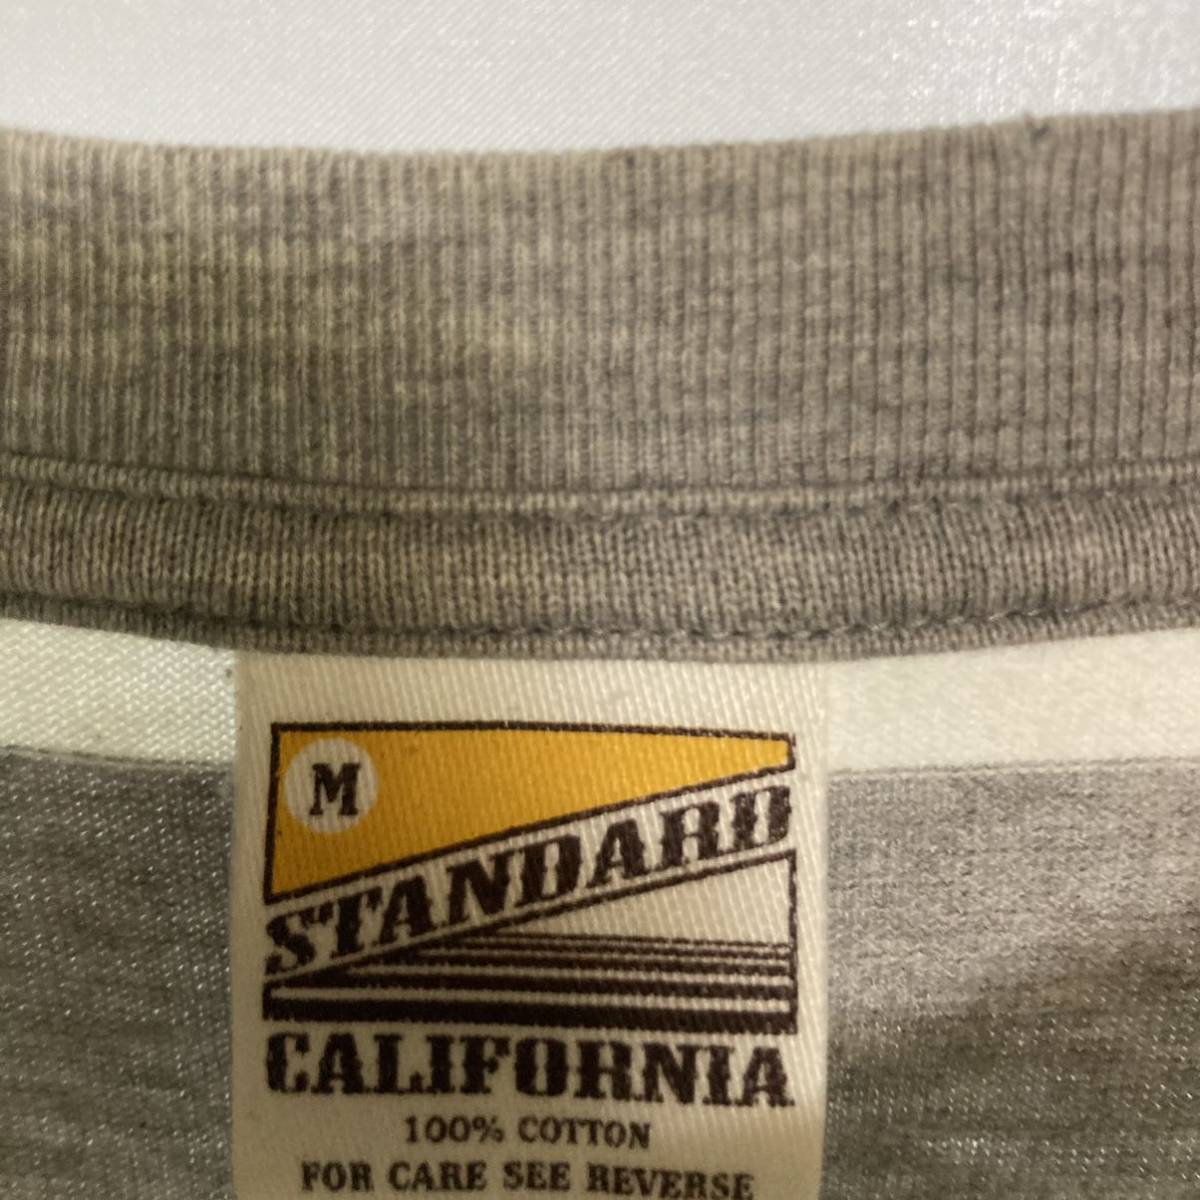 M
STANDARD
CALIFORNIA
100% COTTON
FOR CARE SEE REVERSE